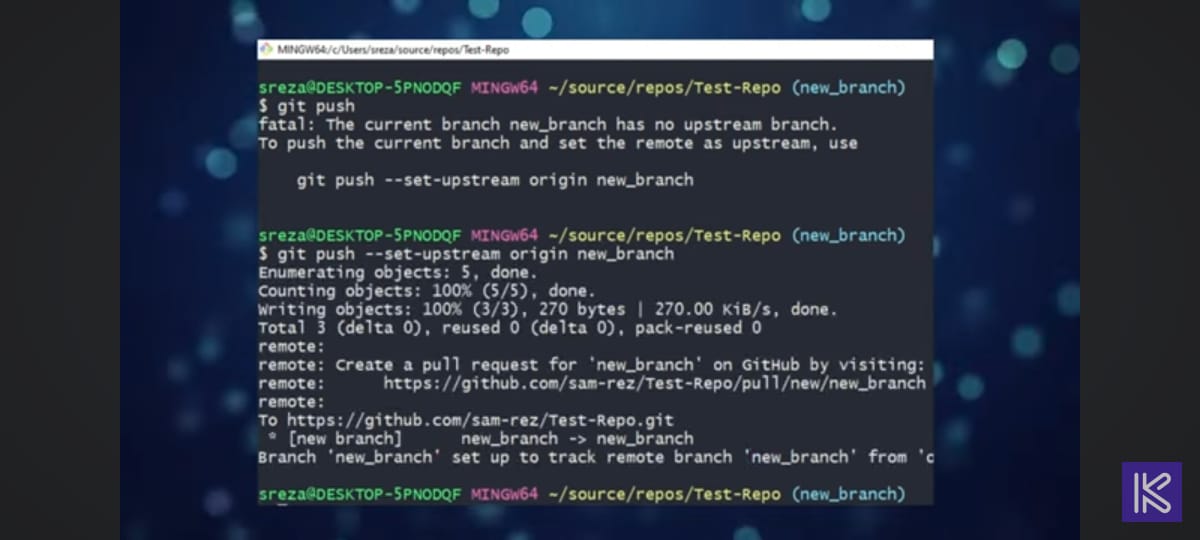 MINGW64:/c/Users/sreza/source/repos/Test-Repo
sreza@DESKTOP-5PNODQF MINGW64 ~/source/repos/Test-Repo (new_branch)
$ git push
fatal: The current branch new_branch has no upstream branch.
To push the current branch and set the remote as upstream, use
git push --set-upstream origin new_branch
sreza@DESKTOP-5PNODQF MINGW64 ~/source/repos/Test-Repo (new_branch)
$ git push --set-upstream origin new_branch
Enumerating objects: 5, done.
Counting objects: 100% (5/5), done.
Writing objects: 100% (3/3), 270 bytes | 270.00 KiB/s, done.
Total 3 (delta 0), reused 0 (delta 0), pack-reused 0
remote:
remote: Create a pull request for 'new_branch' on GitHub by visiting:
remote:      https://github.com/sam-rez/Test-Repo/pull/new/new_branch
remote:
To https://github.com/sam-rez/Test-Repo.git
* [new branch]      new_branch -> new_branch
Branch 'new_branch' set up to track remote branch 'new_branch' from 'o
sreza@DESKTOP-5PNODQF MINGW64 ~/source/repos/Test-Repo (new_branch)
K